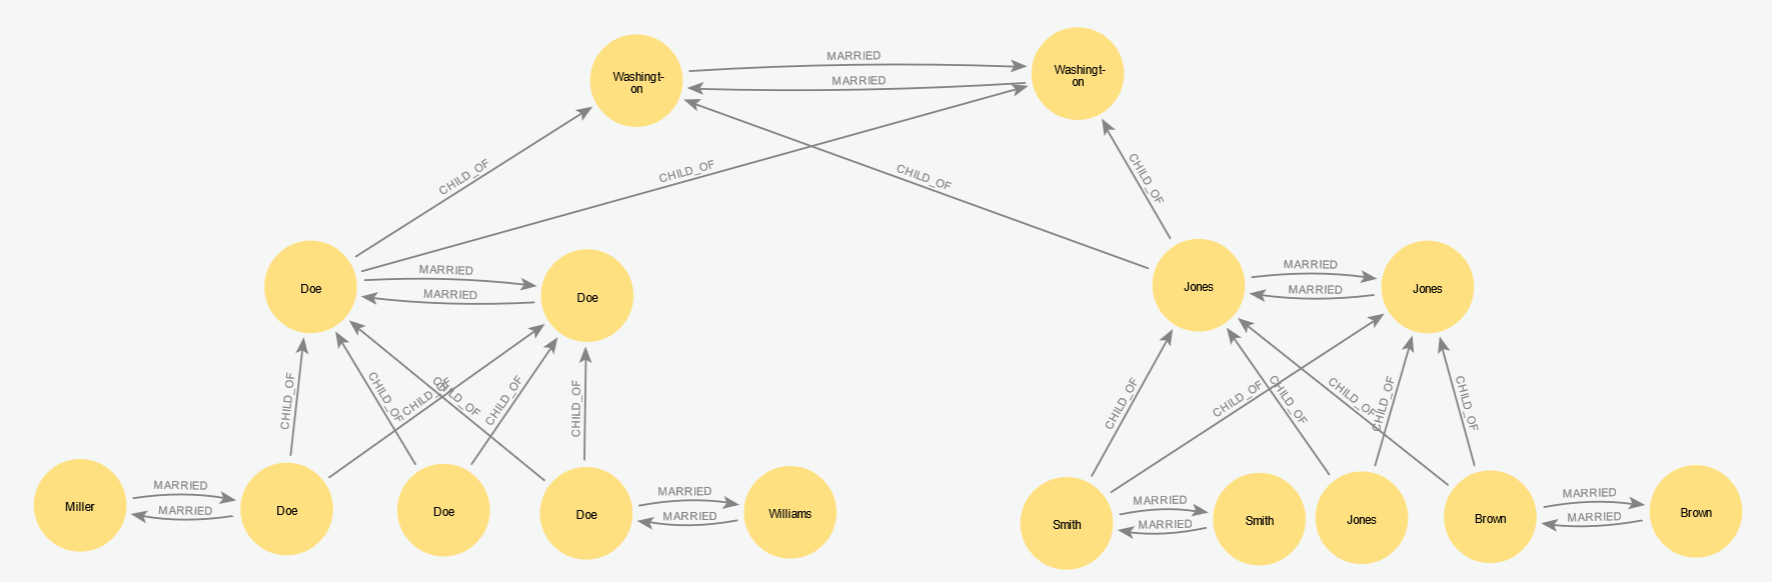 MARRIED
Washingt-
on
Washingt-
on
MARRIED
CHILD_OF
CHILD_OF
CHILD_OF
CHILD_OF
MARRIED
Doe
MARRIED
Doe
MARRIED
Jones
MARRIED
Jones
CHILD_OF
CHILD_OF
CHILD_OF
CHILD_OF
CHILD_OF
CHILD_OF
CHILD_OF
CHILD_OF
CHILD_OF
CHILD_OF
CHILD_OF
CHILD_OF
Miller
MARRIED
MARRIED
Doe
Doe
Doe
MARRIED
MARRIED
Williams
Smith
MARRIED
MARRIED
Smith
Jones
Brown
MARRIED
MARRIED
Brown